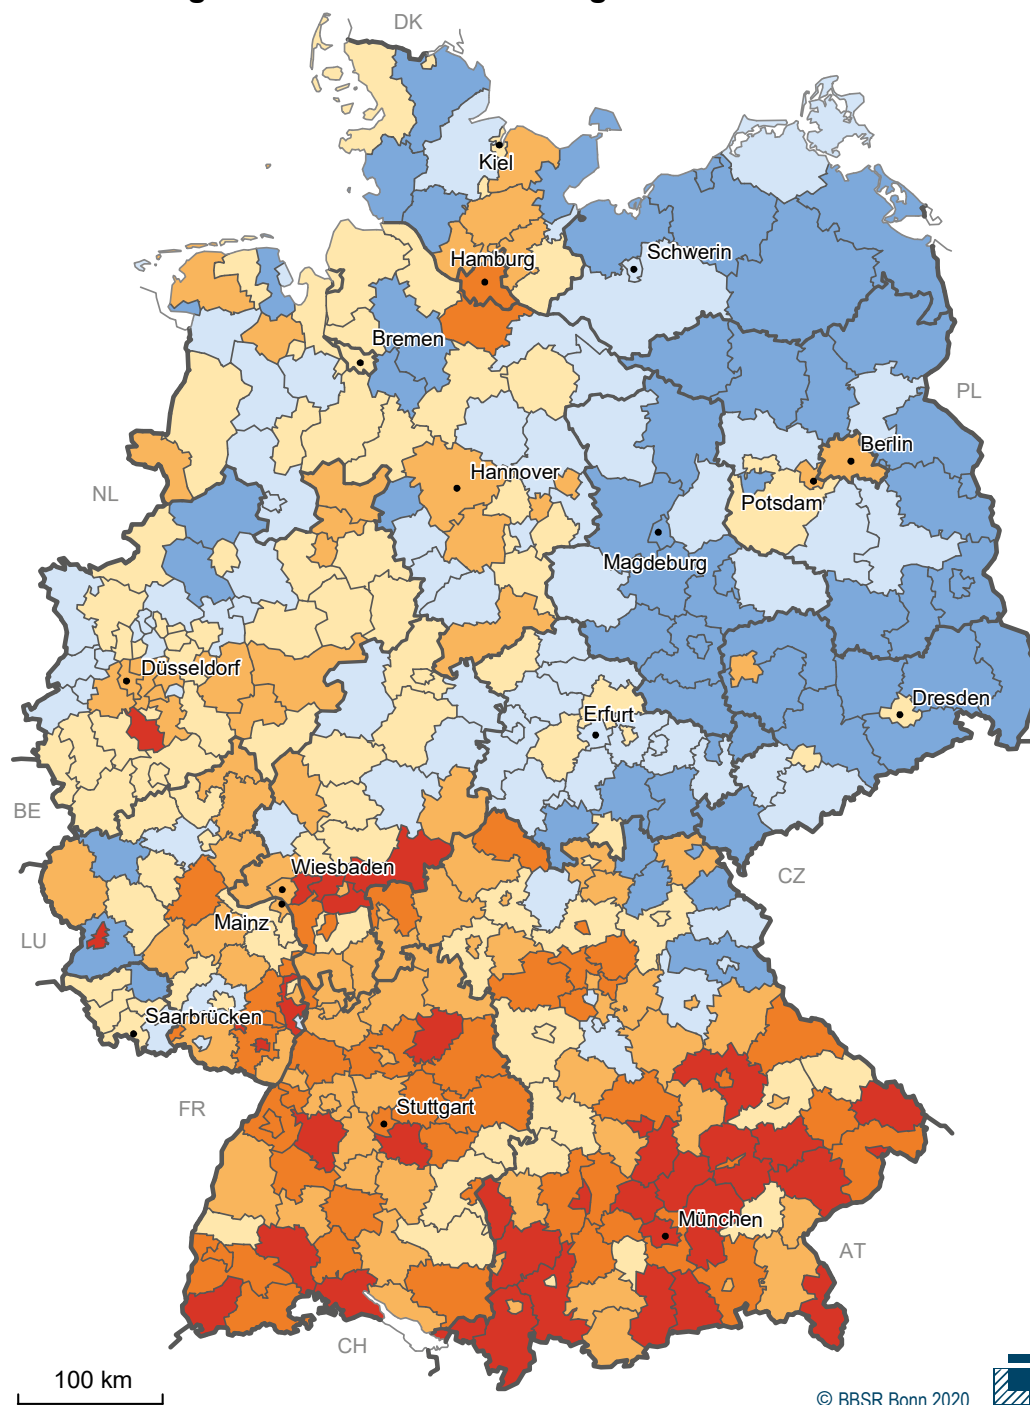 DK
Kiel
Schwerin
Hamburg
Bremen
PL
Berlin
Hannover
NL
Potsdam
Magdeburg
Düsseldorf
Dresden
Erfurt
BE
Wiesbaden
CZ
Mainz
LU
Saarbrücken
FR
Stuttgart
München
AT
CH
100 km
© BBSR Bonn 2020